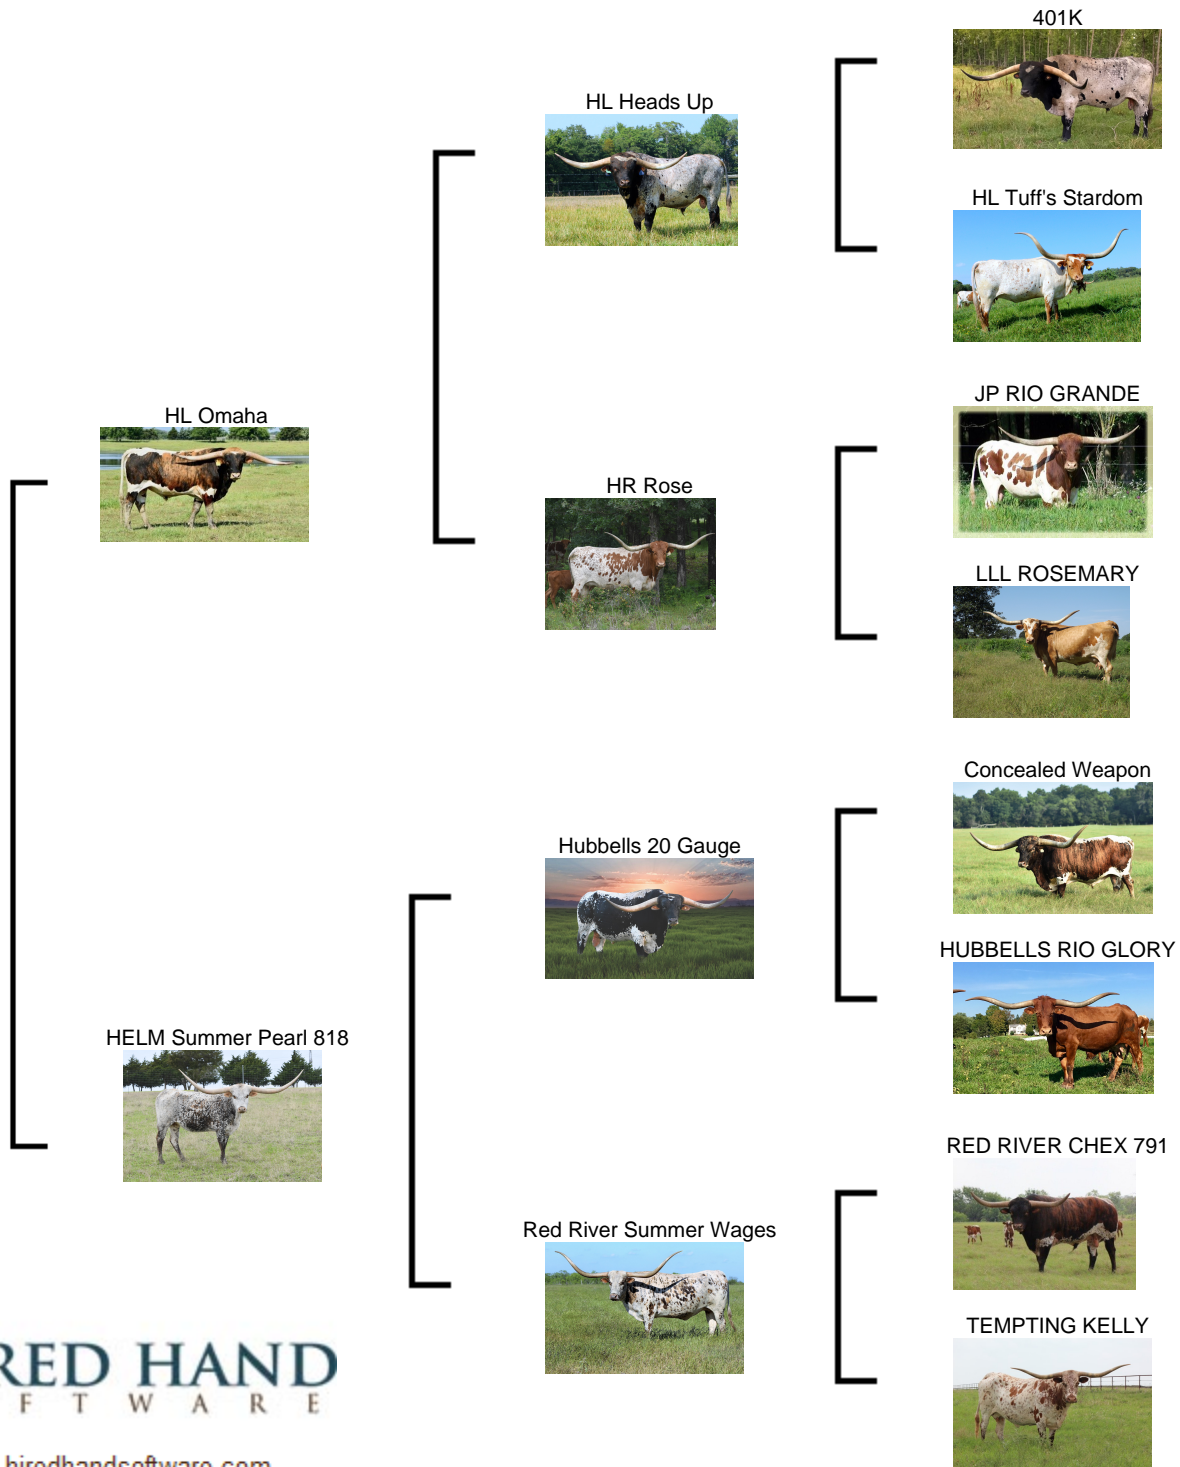 401K
HL Heads Up
HL Tuff's Stardom
JP RIO GRANDE
HL Omaha
HR Rose
LLL ROSEMARY
Concealed Weapon
Hubbells 20 Gauge
HUBBELLS RIO GLORY
HELM Summer Pearl 818
RED RIVER CHEX 791
Red River Summer Wages
TEMPTING KELLY
RED HAND
F T W A R E
hiredhandsoftware.com